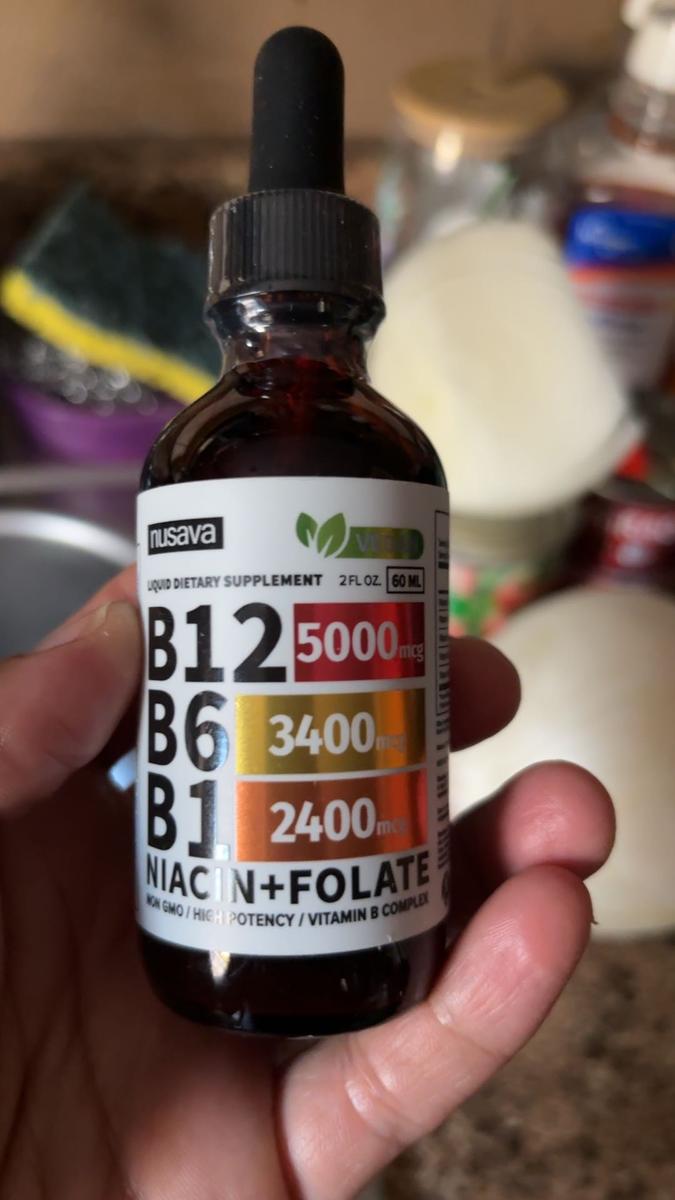 nusava
VEGAN
LIQUID DIETARY SUPPLEMENT 2 FL OZ. 60 ML
B12 5000mcg
B6 3400mcg
B1 2400mcg
NIACIN+FOLATE
NON GMO / HIGH POTENCY / VITAMIN B COMPLEX